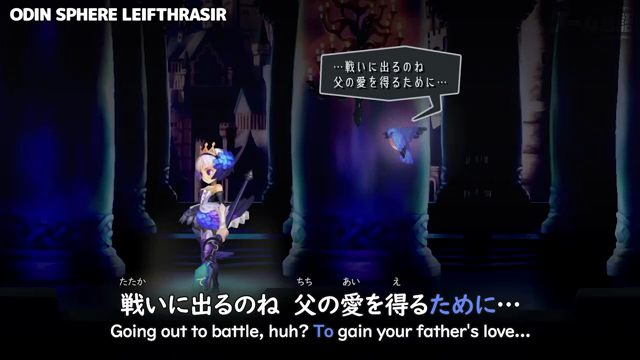 ODIN SPHERE LEIFTHRASIR
…戦いに出るのね
父の愛を得るために…
たたか で ちち あい え
戦いに出るのね 父の愛を得るために…
Going out to battle, huh? To gain your father's love...